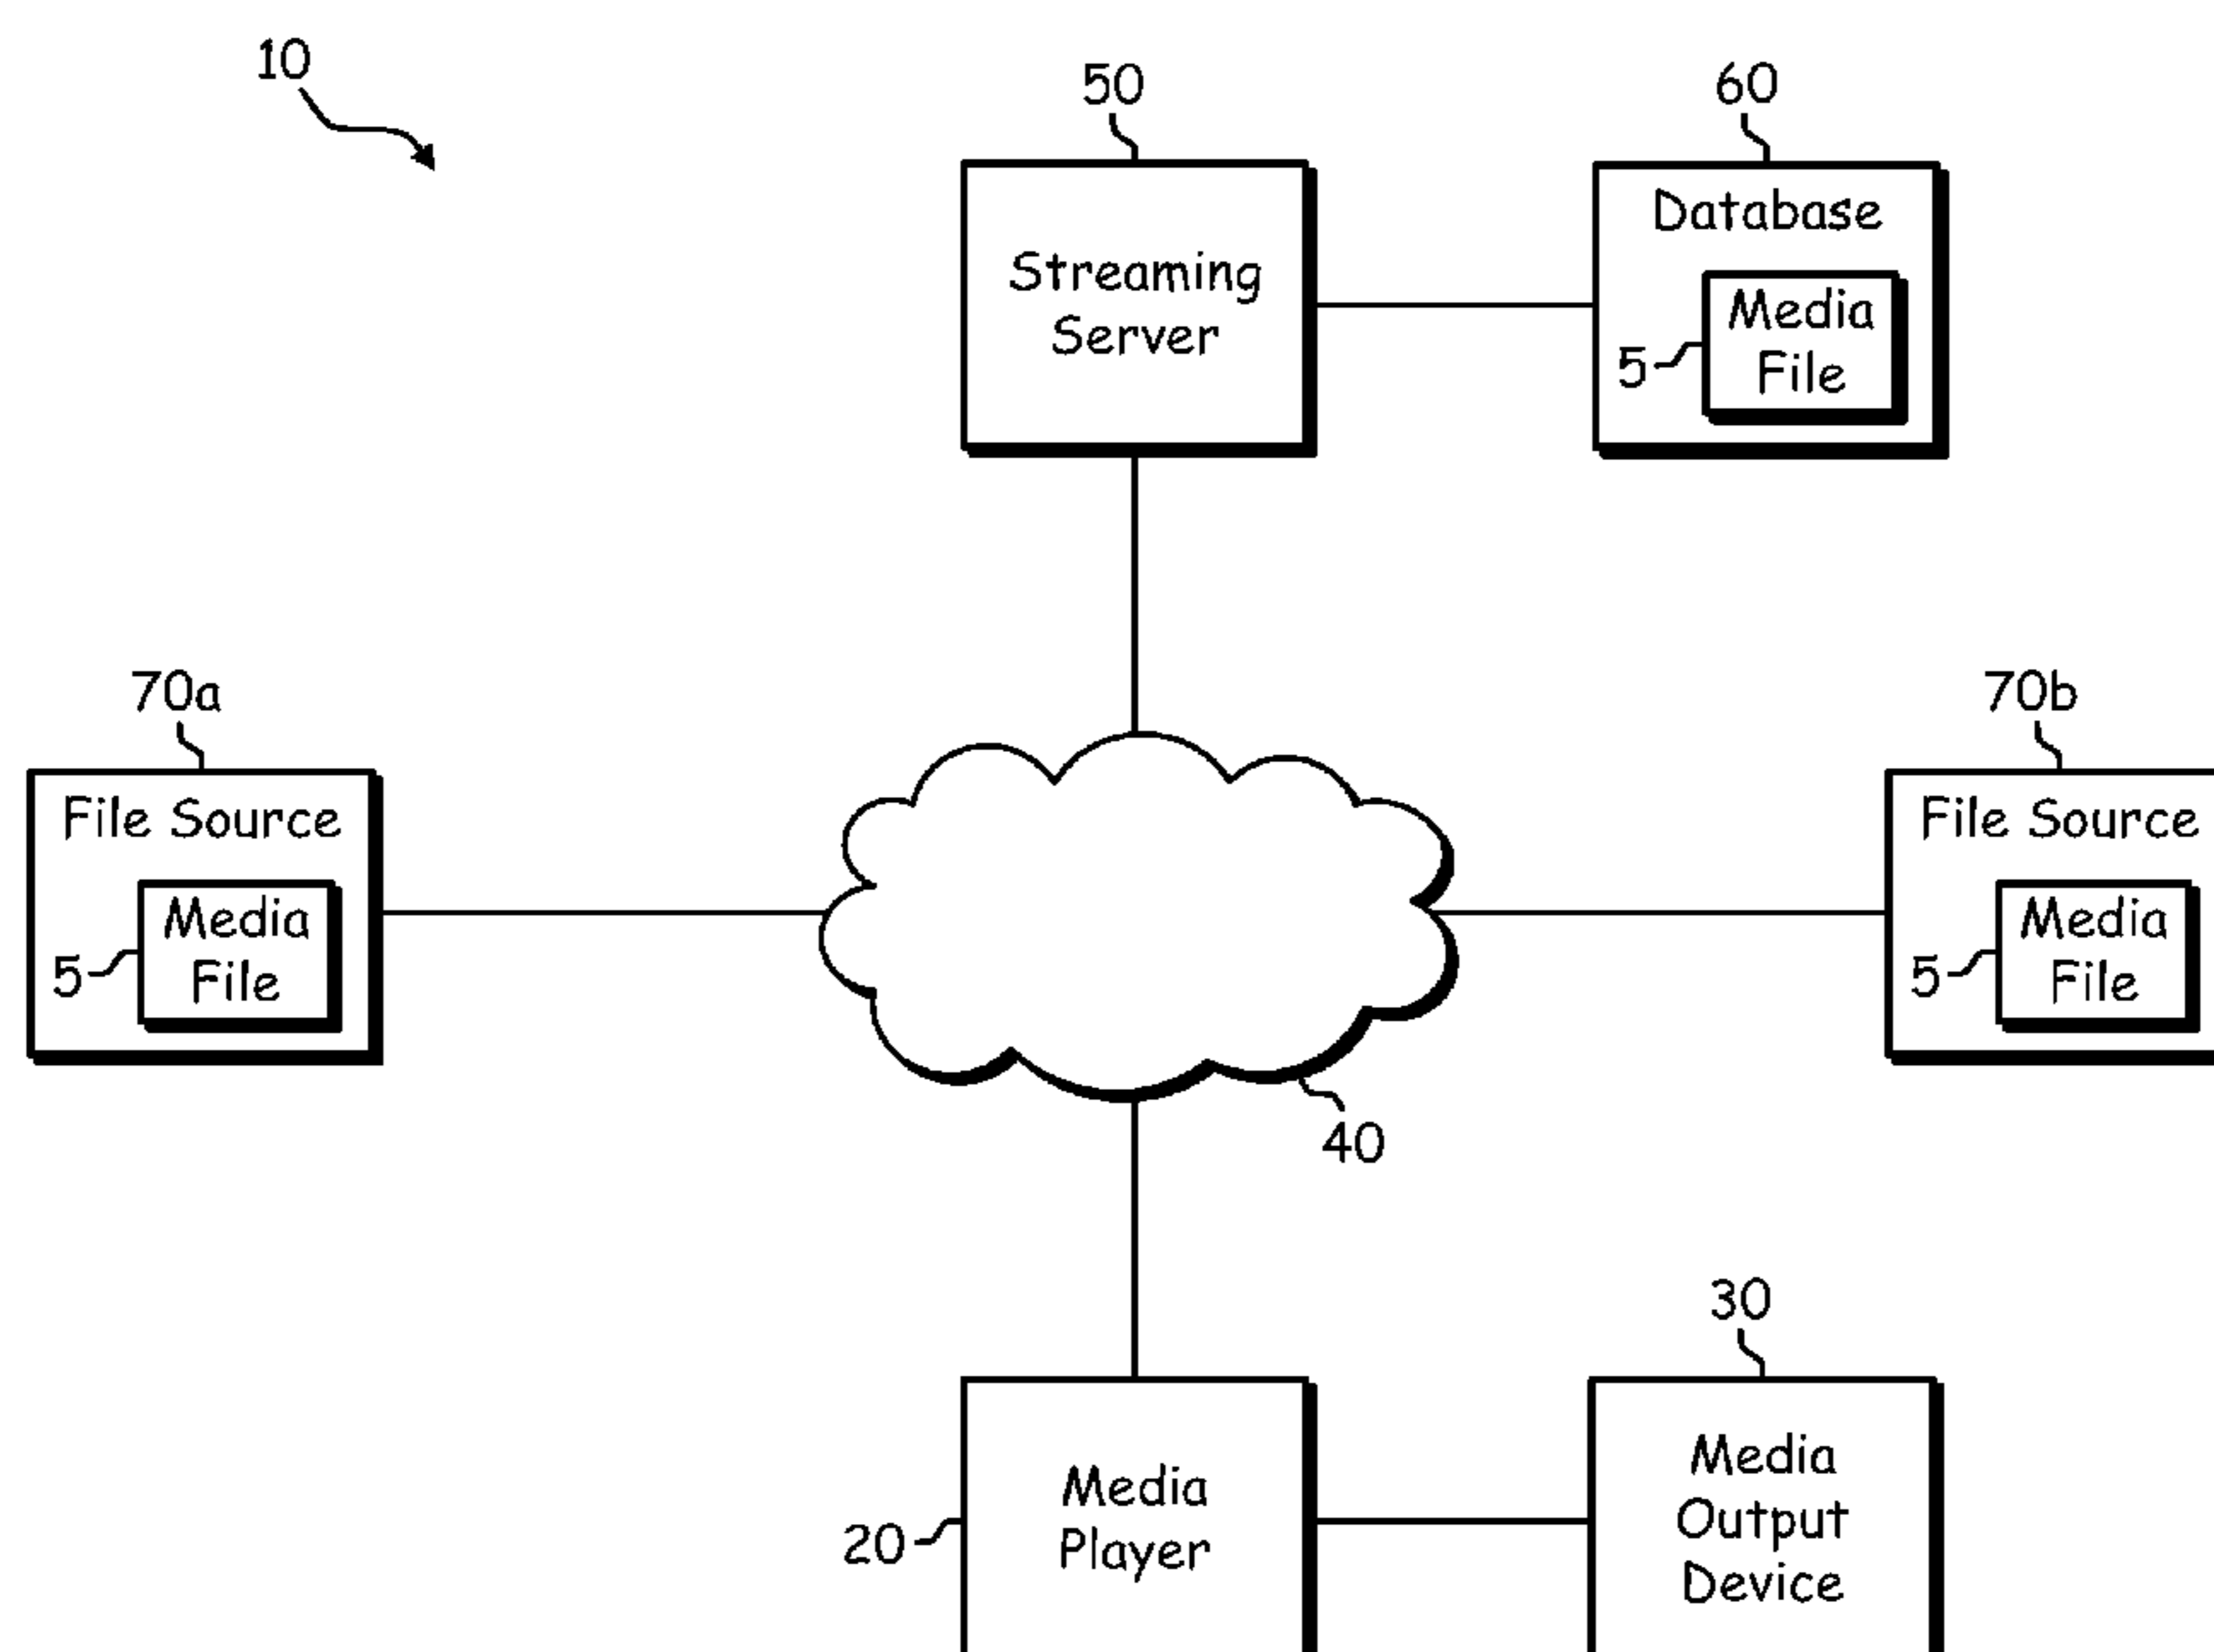 10
50
60
Streaming
Server
Database
Media
File
5
70a
70b
File Source
Media
File
5
File Source
Media
File
5
40
30
20
Media
Player
Media
Output
Device